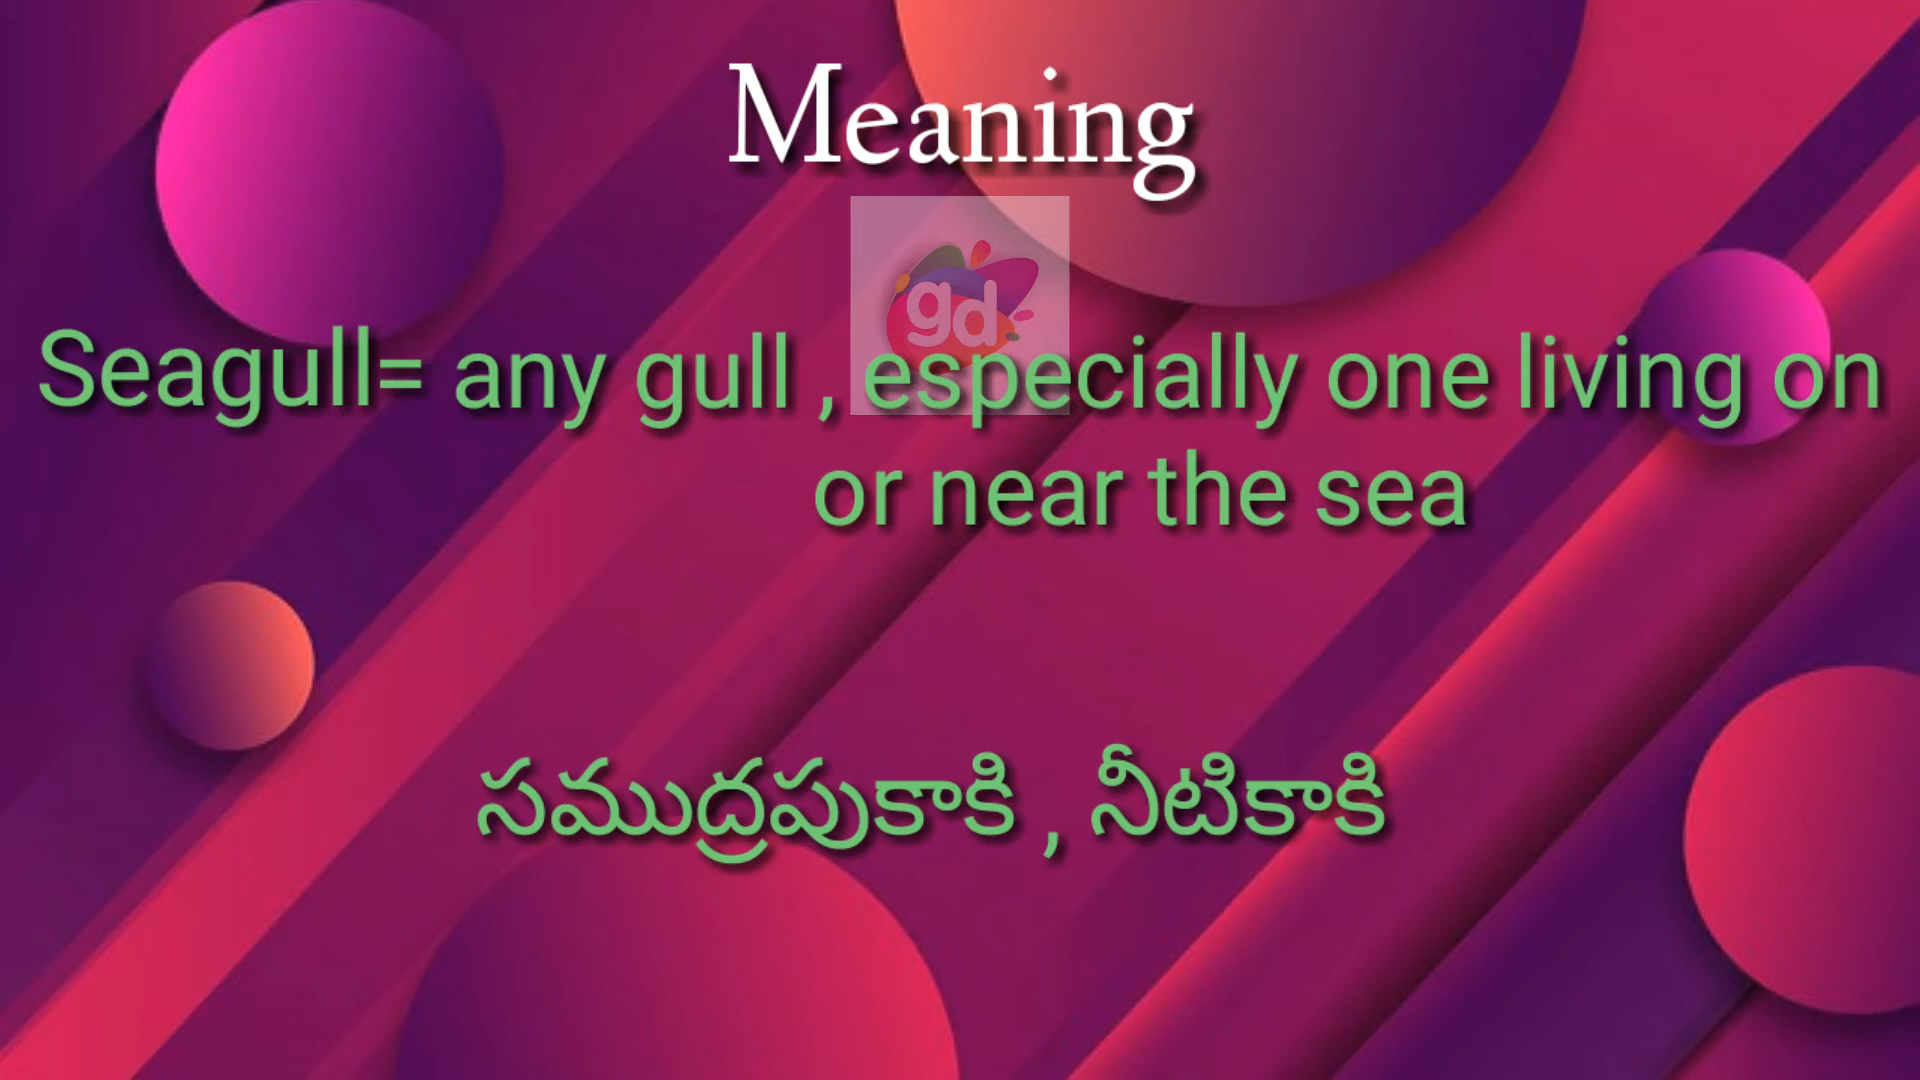 Meaning
gd
Seagull= any gull , especially one living on
or near the sea
సముద్రపుకాకి , నీటికాకి